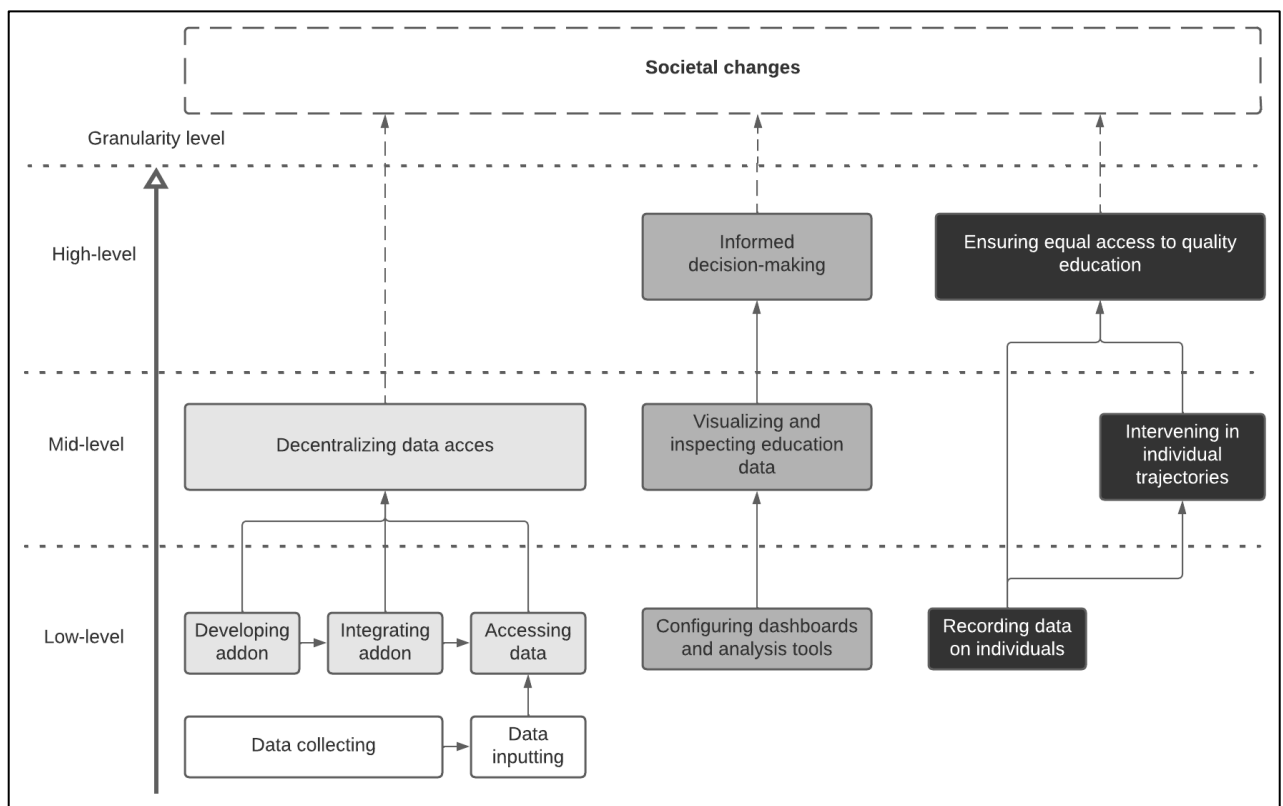 Societal changes
Granularity level
High-level
Informed
decision-making
Ensuring equal access to quality
education
Mid-level
Decentralizing data acces
Visualizing and
inspecting education
data
Intervening in
individual
trajectories
Low-level
Developing
addon
Integrating
addon
Accessing
data
Configuring dashboards
and analysis tools
Recording data
on individuals
Data collecting
Data
inputting